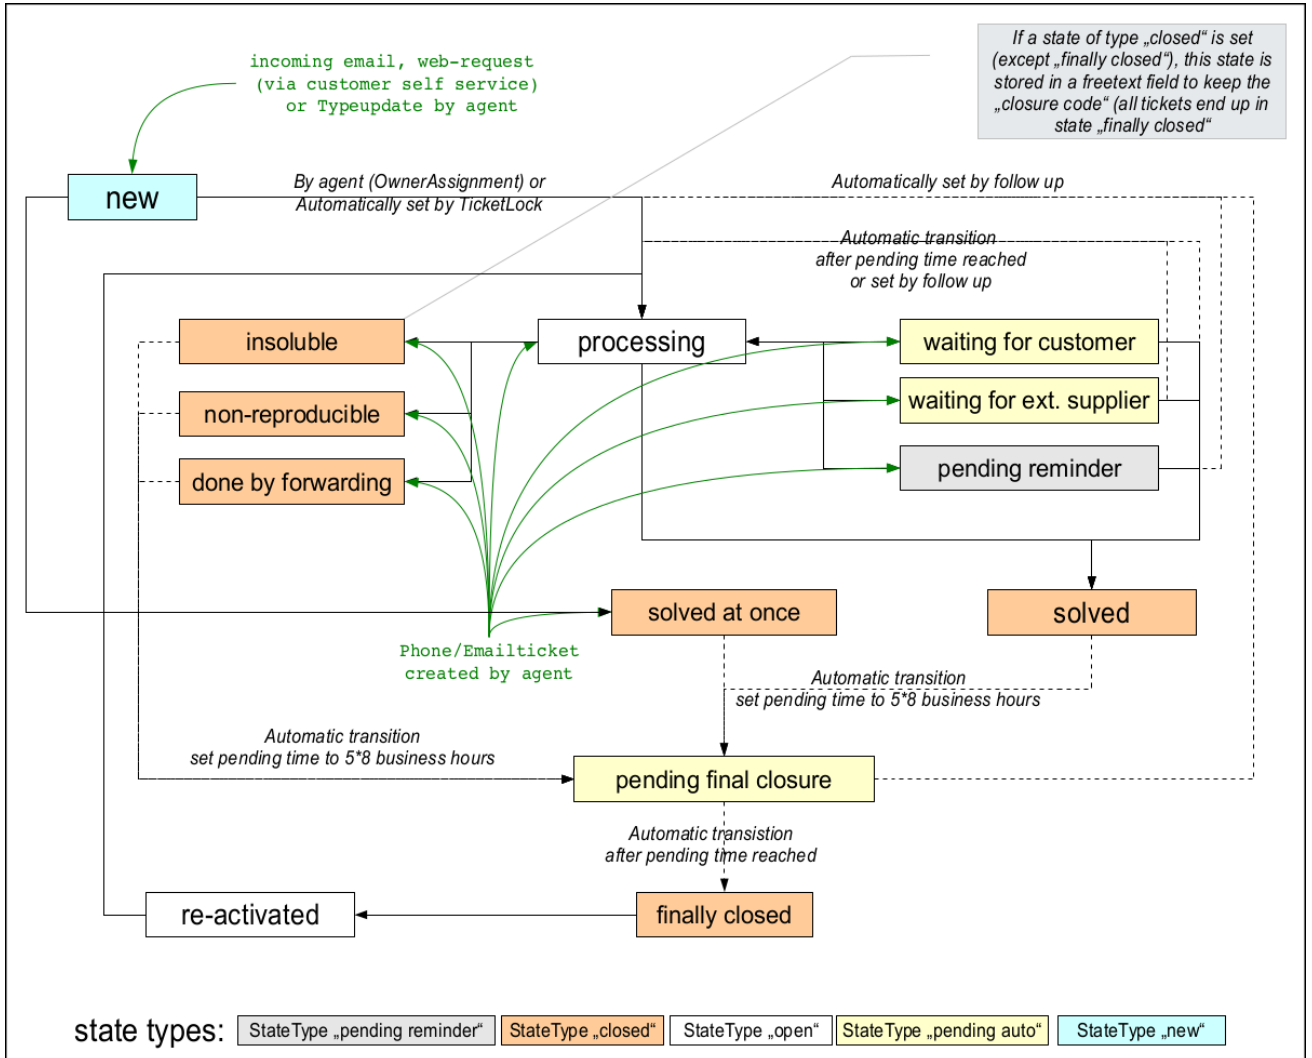 If a state of type „closed“ is set
(except „finally closed“), this state is
stored in a freetext field to keep the
„closure code“ (all tickets end up in
state „finally closed“
incoming email, web-request
(via customer self service)
or Typeupdate by agent
new
By agent (OwnerAssignment) or
Automatically set by TicketLock
Automatically set by follow up
Automatic transition
after pending time reached
or set by follow up
insoluble
processing
waiting for customer
non-reproducible
waiting for ext. supplier
done by forwarding
pending reminder
solved at once
solved
Phone/Emailticket
created by agent
Automatic transition
set pending time to 5*8 business hours
Automatic transition
set pending time to 5*8 business hours
pending final closure
Automatic transistion
after pending time reached
re-activated
finally closed
state types:
StateType „pending reminder“
StateType „closed“
StateType „open“
StateType „pending auto“
StateType „new“